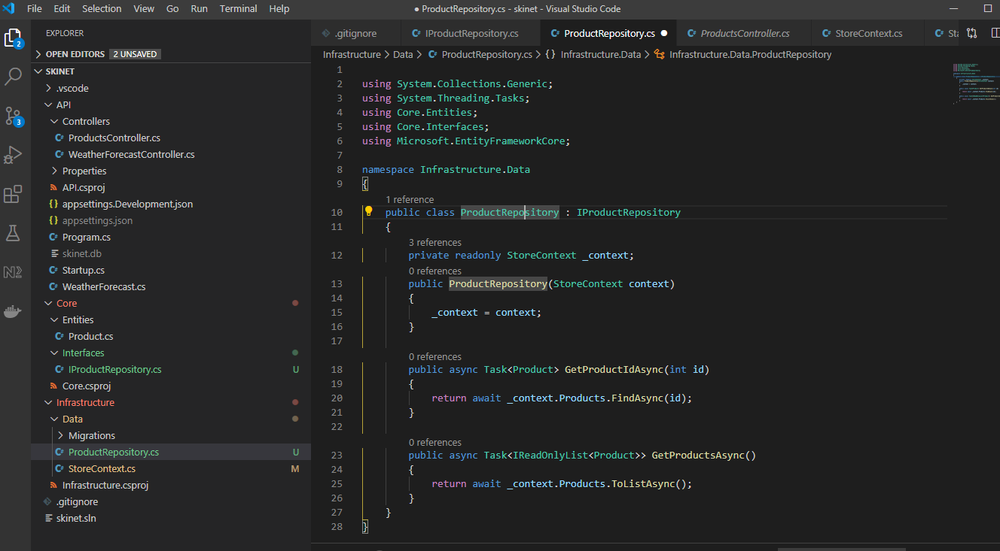 File Edit Selection View Go Run Terminal Help
● ProductRepository.cs - skinet - Visual Studio Code
EXPLORER
OPEN EDITORS 2 UNSAVED
SKINET
.vscode
API
Controllers
C# ProductsController.cs
C# WeatherForecastController.cs
Properties
API.csproj
{} appsettings.Development.json
{} appsettings.json
C# Program.cs
skinet.db
C# Startup.cs
C# WeatherForecast.cs
Core
Entities
C# Product.cs
Interfaces
C# IProductRepository.cs U
Core.csproj
Infrastructure
Data
Migrations
C# ProductRepository.cs U
C# StoreContext.cs M
Infrastructure.csproj
.gitignore
skinet.sln
2
3
.gitignore C# IProductRepository.cs C# ProductRepository.cs ● C# ProductsController.cs C# StoreContext.cs C# Sta
Infrastructure > Data > C# ProductRepository.cs > {} Infrastructure.Data > Infrastructure.Data.ProductRepository
1
2 using System.Collections.Generic;
3 using System.Threading.Tasks;
4 using Core.Entities;
5 using Core.Interfaces;
6 using Microsoft.EntityFrameworkCore;
7
8 namespace Infrastructure.Data
9 {
1 reference
10 public class ProductRepository : IProductRepository
11 {
3 references
12 private readonly StoreContext _context;
0 references
13 public ProductRepository(StoreContext context)
14 {
15 _context = context;
16 }
17
0 references
18 public async Task<Product> GetProductIdAsync(int id)
19 {
20 return await _context.Products.FindAsync(id);
21 }
22
0 references
23 public async Task<IReadOnlyList<Product>> GetProductsAsync()
24 {
25 return await _context.Products.ToListAsync();
26 }
27 }
28 }